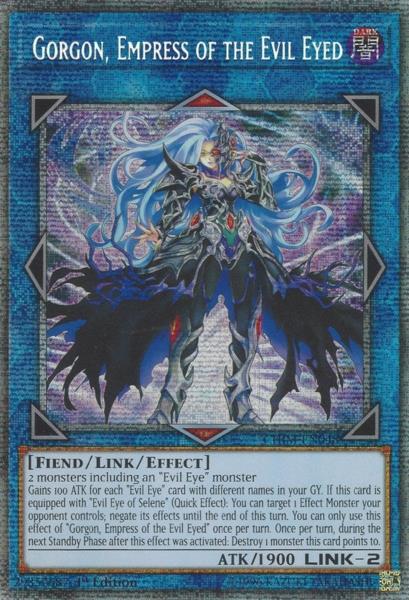 Gorgon, Empress of the Evil Eyed
DARK
闇
[Fiend/Link/Effect]
2 monsters including an "Evil Eye" monster
Gains 100 ATK for each "Evil Eye" card with different names in your GY. If this card is
equipped with "Evil Eye of Selene" (Quick Effect): You can target 1 Effect Monster your
opponent controls; negate its effects until the end of this turn. You can only use this
effect of "Gorgon, Empress of the Evil Eyed" once per turn. Once per turn, during the
next Standby Phase after this effect was activated: Destroy 1 monster this card points to.
ATK/1900 LINK-2
1st Edition